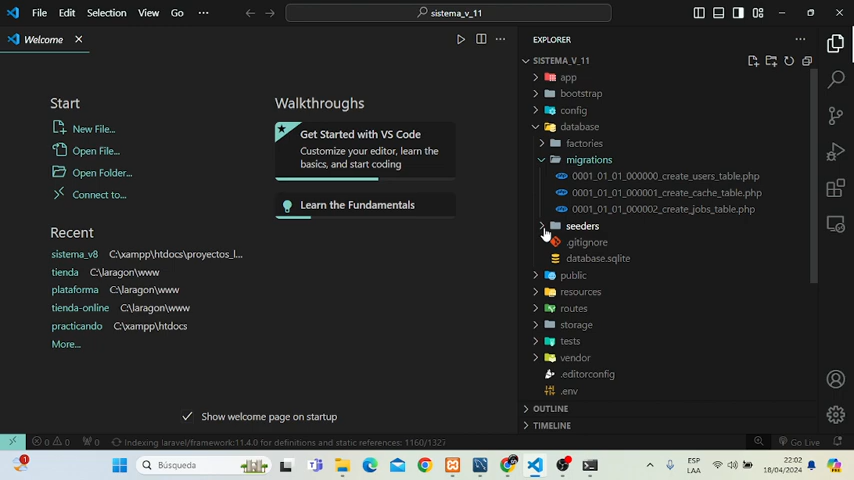 File Edit Selection View Go ···
sistema_v_11
Welcome
Start
New File...
Open File...
Open Folder...
Connect to...
Recent
sistema_v8 C:\xampp\htdocs\proyectos_l...
tienda C:\laragon\www
plataforma C:\laragon\www
tienda-online C:\laragon\www
practicando C:\xampp\htdocs
More...
Walkthroughs
Get Started with VS Code
Customize your editor, learn the
basics, and start coding
Learn the Fundamentals
Show welcome page on startup
EXPLORER
SISTEMA_V_11
app
bootstrap
config
database
factories
migrations
0001_01_01_000000_create_users_table.php
0001_01_01_000001_create_cache_table.php
0001_01_01_000002_create_jobs_table.php
seeders
.gitignore
database.sqlite
public
resources
routes
storage
tests
vendor
.editorconfig
.env
OUTLINE
TIMELINE
0 0 0 Indexing laravel/framework:11.4.0 for definitions and static references: 1160/1327 Go Live
Búsqueda
ESP
LAA
22:02
18/04/2024